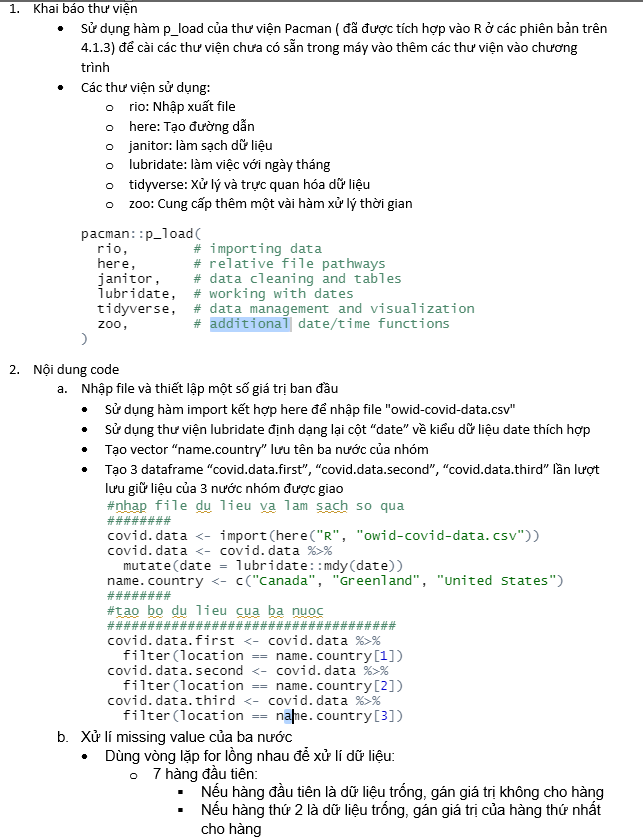 1. Khai báo thư viện
• Sử dụng hàm p_load của thư viện Pacman ( đã được tích hợp vào R ở các phiên bản trên
4.1.3) để cài các thư viện chưa có sẵn trong máy vào thêm các thư viện vào chương
trình
• Các thư viện sử dụng:
o rio: Nhập xuất file
o here: Tạo đường dẫn
o janitor: làm sạch dữ liệu
o lubridate: làm việc với ngày tháng
o tidyverse: Xử lý và trực quan hóa dữ liệu
o zoo: Cung cấp thêm một vài hàm xử lý thời gian
pacman::p_load(
rio, # importing data
here, # relative file pathways
janitor, # data cleaning and tables
lubridate, # working with dates
tidyverse, # data management and visualization
zoo, # additional date/time functions
)
2. Nội dung code
a. Nhập file và thiết lập một số giá trị ban đầu
• Sử dụng hàm import kết hợp here để nhập file "owid-covid-data.csv"
• Sử dụng thư viện lubridate định dạng lại cột “date” về kiểu dữ liệu date thích hợp
• Tạo vector “name.country” lưu tên ba nước của nhóm
• Tạo 3 dataframe “covid.data.first”, “covid.data.second”, “covid.data.third” lần lượt
lưu giữ liệu của 3 nước nhóm được giao
#nhap file du lieu va lam sach so qua
########
covid.data <- import(here("R", "owid-covid-data.csv"))
covid.data <- covid.data %>%
mutate(date = lubridate::mdy(date))
name.country <- c("Canada", "Greenland", "United States")
########
#tao bo du lieu cua ba nuoc
######################################
covid.data.first <- covid.data %>%
filter(location == name.country[1])
covid.data.second <- covid.data %>%
filter(location == name.country[2])
covid.data.third <- covid.data %>%
filter(location == name.country[3])
b. Xử lí missing value của ba nước
• Dùng vòng lặp for lồng nhau để xử lí dữ liệu:
o 7 hàng đầu tiên:
▪ Nếu hàng đầu tiên là dữ liệu trống, gán giá trị không cho hàng
▪ Nếu hàng thứ 2 là dữ liệu trống, gán giá trị của hàng thứ nhất
cho hàng